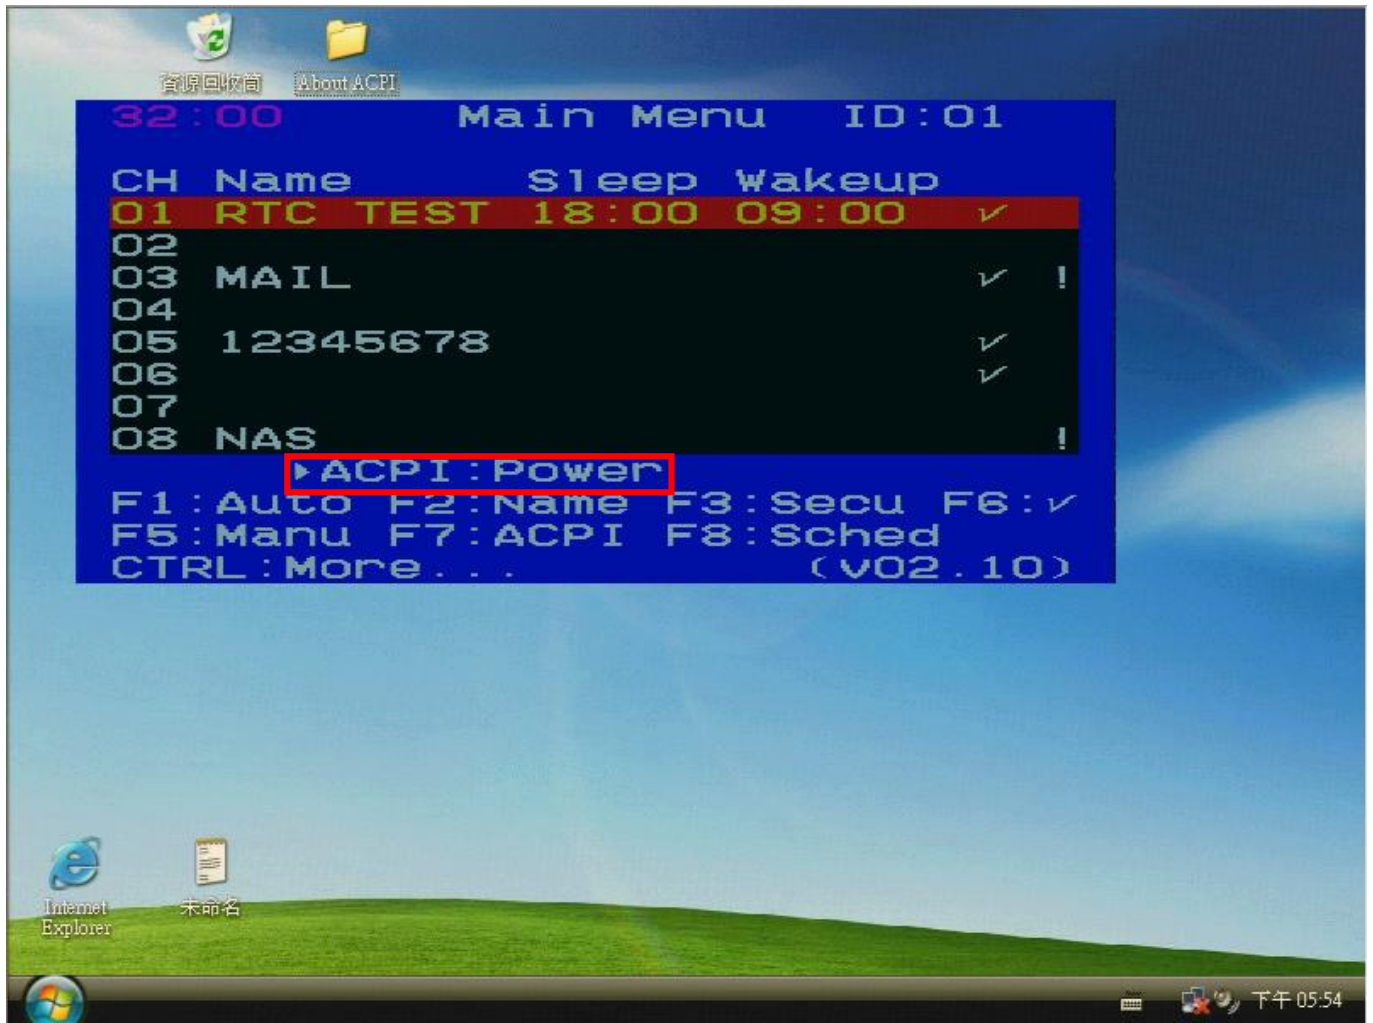 資源回收筒 About ACPI
32:00 Main Menu ID:01
CH Name Sleep Wakeup
01 RTC TEST 18:00 09:00 ✓
02
03 MAIL ✓ !
04
05 12345678 ✓
06 ✓
07
08 NAS !
▸ACPI:Power
F1:Auto F2:Name F3:Secu F6:✓
F5:Manu F7:ACPI F8:Sched
CTRL:More... (V02.10)
Internet Explorer
未命名
下午 05:54